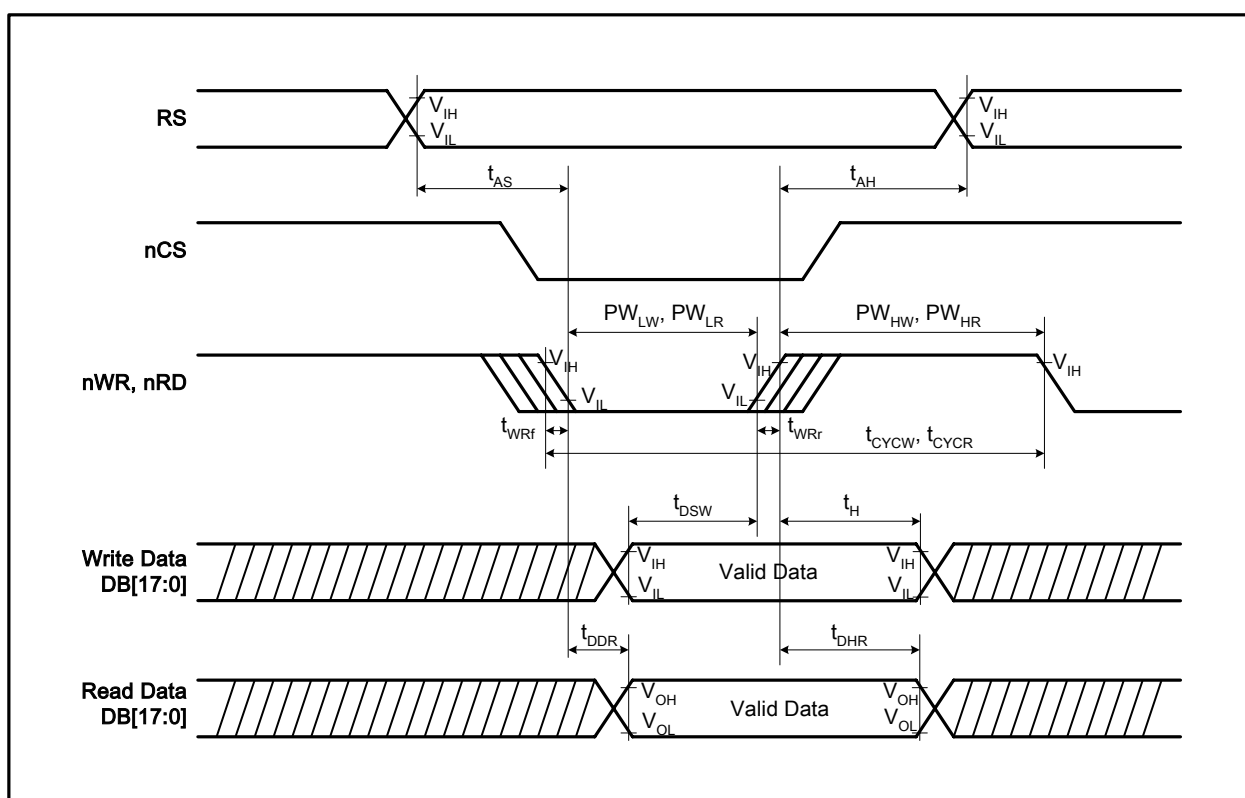 RS
V_IH
V_IL
V_IH
V_IL
t_AS
t_AH
nCS
PW_LW, PW_LR
PW_HW, PW_HR
nWR, nRD
V_IH
V_IL
V_IH
V_IL
V_IH
t_WRf
t_WRr
t_CYCW, t_CYCR
t_DSW
t_H
Write Data
DB[17:0]
V_IH
V_IL
Valid Data
V_IH
V_IL
t_DDR
t_DHR
Read Data
DB[17:0]
V_OH
V_OL
Valid Data
V_OH
V_OL